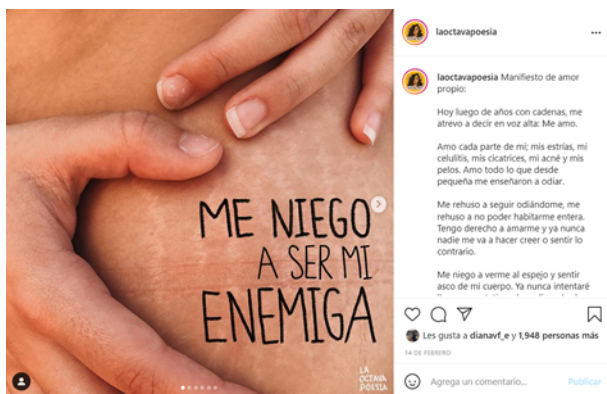 ME NIEGO
A SER MI
ENEMIGA
LA
OCTAVA
POESIA
laoctavapoesia
laoctavapoesia Manifiesto de amor
propio:
Hoy luego de años con cadenas, me
atrevo a decir en voz alta: Me amo.
Amo cada parte de mi; mis estrías, mi
celulitis, mis cicatrices, mi acné y mis
pelos. Amo todo lo que desde
pequeña me enseñaron a odiar.
Me rehuso a seguir odiándome, me
rehuso a no poder habitarme entera.
Tengo derecho a amarme y ya nunca
nadie me va a hacer creer o sentir lo
contrario.
Me niego a verme al espejo y sentir
asco de mi cuerpo. Ya nunca intentaré
Les gusta a dianavf_e y 1,948 personas más
14 DE FEBRERO
Agrega un comentario... Publicar